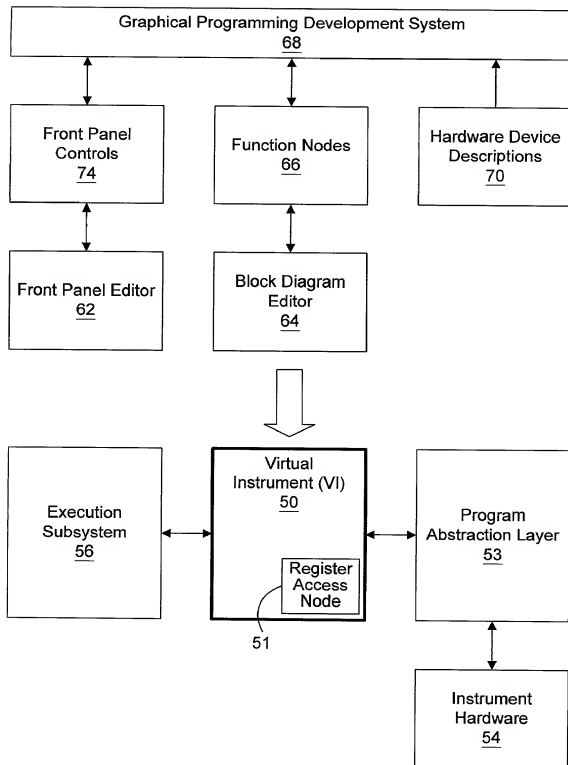 Graphical Programming Development System
68
Front Panel
Controls
74
Function Nodes
66
Hardware Device
Descriptions
70
Front Panel Editor
62
Block Diagram
Editor
64
Execution
Subsystem
56
Virtual
Instrument (VI)
50
Register
Access
Node
51
Program
Abstraction Layer
53
Instrument
Hardware
54